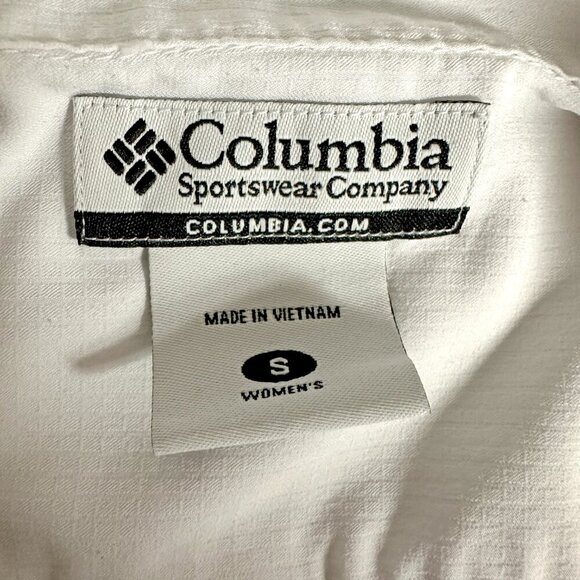 Columbia
Sportswear Company
COLUMBIA.COM
MADE IN VIETNAM
S
WOMEN'S